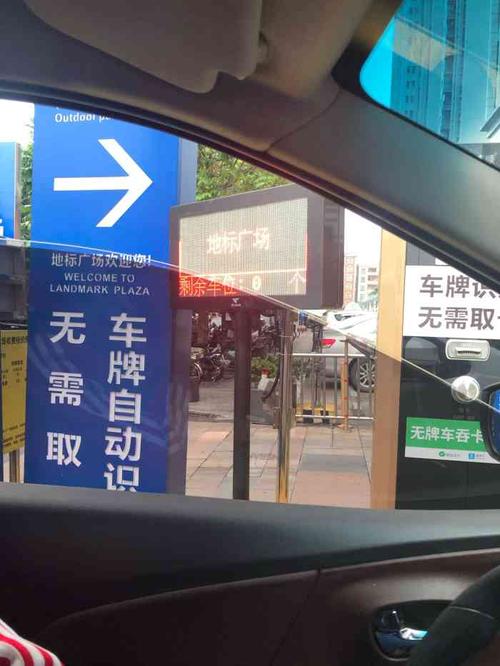 Outdoor
地标广场欢迎您!
WELCOME TO
LANDMARK PLAZA
车牌自动识
无需取
地标广场
剩余车位: 0 个
车牌识
无需取
无牌车吞卡